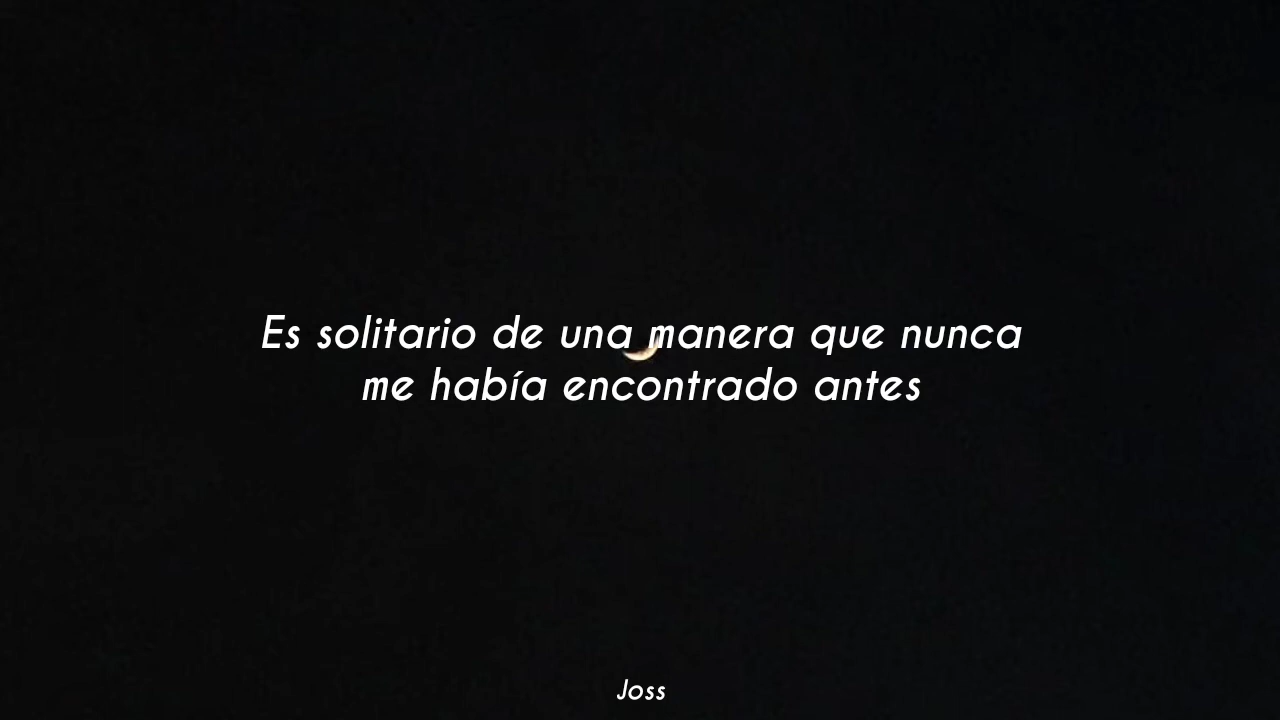 Es solitario de una manera que nunca
me había encontrado antes
Joss